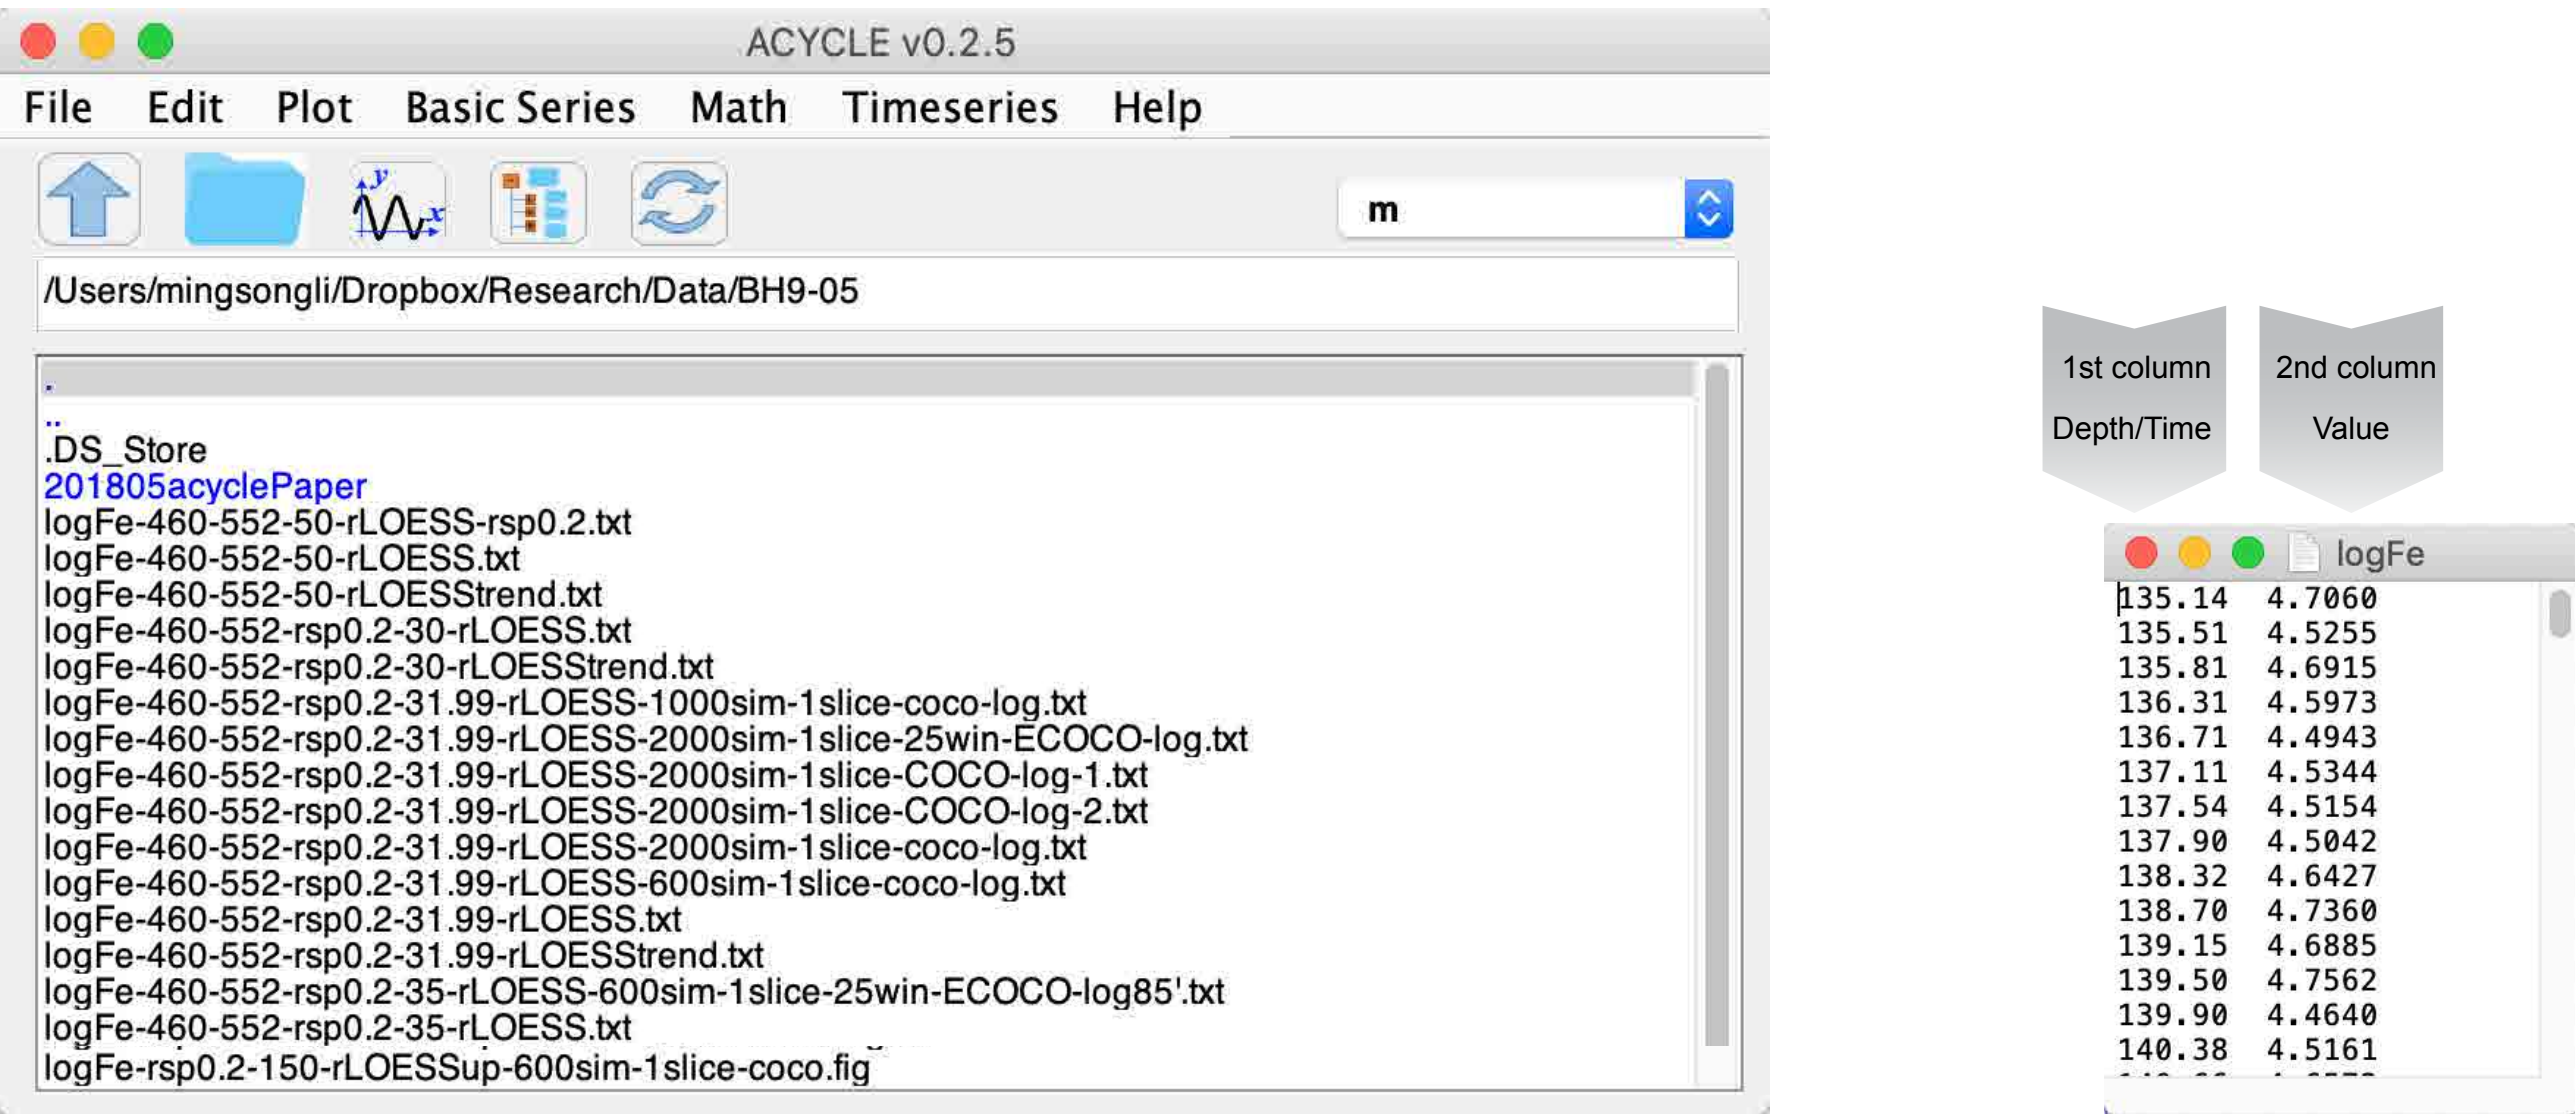 ACYCLE v0.2.5
File Edit Plot Basic Series Math Timeseries Help
y
x
m
/Users/mingsongli/Dropbox/Research/Data/BH9-05
.
..
.DS_Store
201805acyclePaper
logFe-460-552-50-rLOESS-rsp0.2.txt
logFe-460-552-50-rLOESS.txt
logFe-460-552-50-rLOESStrend.txt
logFe-460-552-rsp0.2-30-rLOESS.txt
logFe-460-552-rsp0.2-30-rLOESStrend.txt
logFe-460-552-rsp0.2-31.99-rLOESS-1000sim-1slice-coco-log.txt
logFe-460-552-rsp0.2-31.99-rLOESS-2000sim-1slice-25win-ECOCO-log.txt
logFe-460-552-rsp0.2-31.99-rLOESS-2000sim-1slice-COCO-log-1.txt
logFe-460-552-rsp0.2-31.99-rLOESS-2000sim-1slice-COCO-log-2.txt
logFe-460-552-rsp0.2-31.99-rLOESS-2000sim-1slice-coco-log.txt
logFe-460-552-rsp0.2-31.99-rLOESS-600sim-1slice-coco-log.txt
logFe-460-552-rsp0.2-31.99-rLOESS.txt
logFe-460-552-rsp0.2-31.99-rLOESStrend.txt
logFe-460-552-rsp0.2-35-rLOESS-600sim-1slice-25win-ECOCO-log85'.txt
logFe-460-552-rsp0.2-35-rLOESS.txt
logFe-rsp0.2-150-rLOESSup-600sim-1slice-coco.fig
1st column
Depth/Time
2nd column
Value
logFe
135.14 4.7060
135.51 4.5255
135.81 4.6915
136.31 4.5973
136.71 4.4943
137.11 4.5344
137.54 4.5154
137.90 4.5042
138.32 4.6427
138.70 4.7360
139.15 4.6885
139.50 4.7562
139.90 4.4640
140.38 4.5161